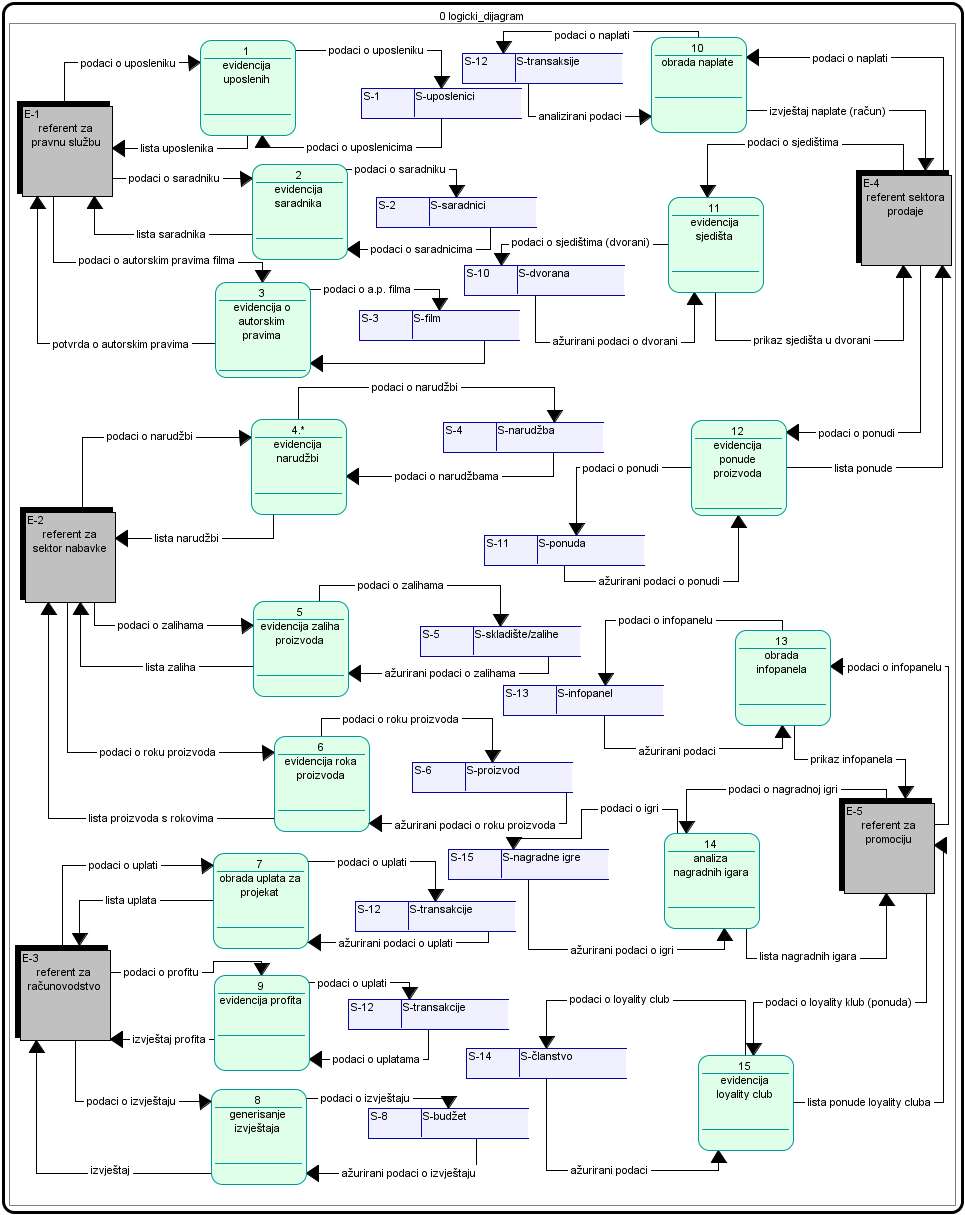 0 logicki_dijagram
E-1
referent za
pravnu službu
podaci o uposleniku
1
evidencija
uposlenih
podaci o uposleniku
S-1
S-uposlenici
podaci o uposlenicima
lista uposlenika
podaci o saradniku
2
evidencija
saradnika
podaci o saradniku
S-2
S-saradnici
podaci o saradnicima
lista saradnika
podaci o autorskim pravima filma
3
evidencija o
autorskim
pravima
podaci o a.p. filma
S-3
S-film
potvrda o autorskim pravima
S-12
S-transaksije
podaci o naplati
10
obrada naplate
analizirani podaci
podaci o naplati
izvještaj naplate (račun)
E-4
referent sektora
prodaje
podaci o sjedištima
11
evidencija
sjedišta
podaci o sjedištima (dvorani)
S-10
S-dvorana
ažurirani podaci o dvorani
prikaz sjedišta u dvorani
E-2
referent za
sektor nabavke
podaci o narudžbi
4.*
evidencija
narudžbi
podaci o narudžbi
S-4
S-narudžba
podaci o narudžbama
lista narudžbi
12
evidencija
ponude
proizvoda
podaci o ponudi
lista ponude
podaci o ponudi
S-11
S-ponuda
ažurirani podaci o ponudi
podaci o zalihama
5
evidencija zaliha
proizvoda
podaci o zalihama
S-5
S-skladište/zalihe
ažurirani podaci o zalihama
lista zaliha
podaci o roku proizvoda
6
evidencija roka
proizvoda
podaci o roku proizvoda
S-6
S-proizvod
ažurirani podaci o roku proizvoda
lista proizvoda s rokovima
podaci o infopanelu
13
obrada
infopanela
podaci o infopanelu
S-13
S-infopanel
ažurirani podaci
prikaz infopanela
E-5
referent za
promociju
podaci o nagradnoj igri
14
analiza
nagradnih igara
podaci o igri
S-15
S-nagradne igre
ažurirani podaci o igri
lista nagradnih igara
E-3
referent za
računovodstvo
podaci o uplati
7
obrada uplata za
projekat
podaci o uplati
S-12
S-transakcije
ažurirani podaci o uplati
lista uplata
podaci o profitu
9
evidencija profita
podaci o uplati
S-12
S-transakcije
podaci o uplatama
izvještaj profita
podaci o izvještaju
8
generisanje
izvještaja
podaci o izvještaju
S-8
S-budžet
ažurirani podaci o izvještaju
izvještaj
podaci o loyality klub (ponuda)
15
evidencija
loyality club
podaci o loyality club
S-14
S-članstvo
ažurirani podaci
lista ponude loyality cluba